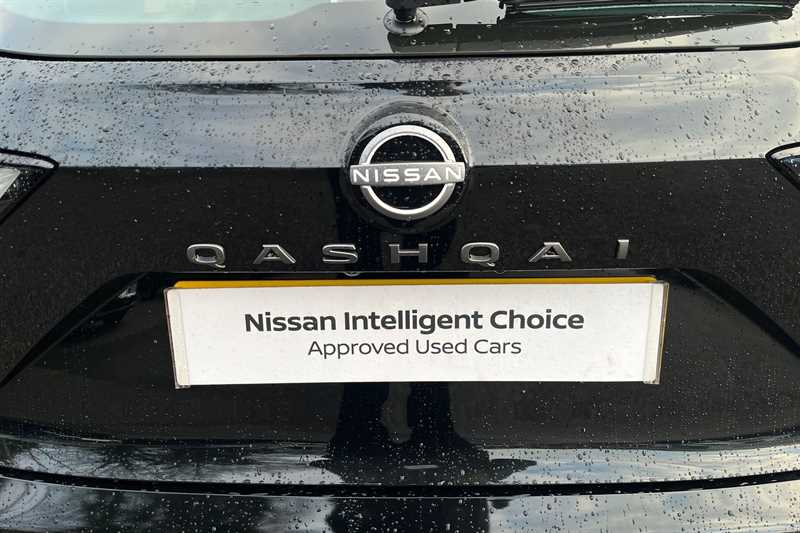 NISSAN
QASHQAI
Nissan Intelligent Choice
Approved Used Cars